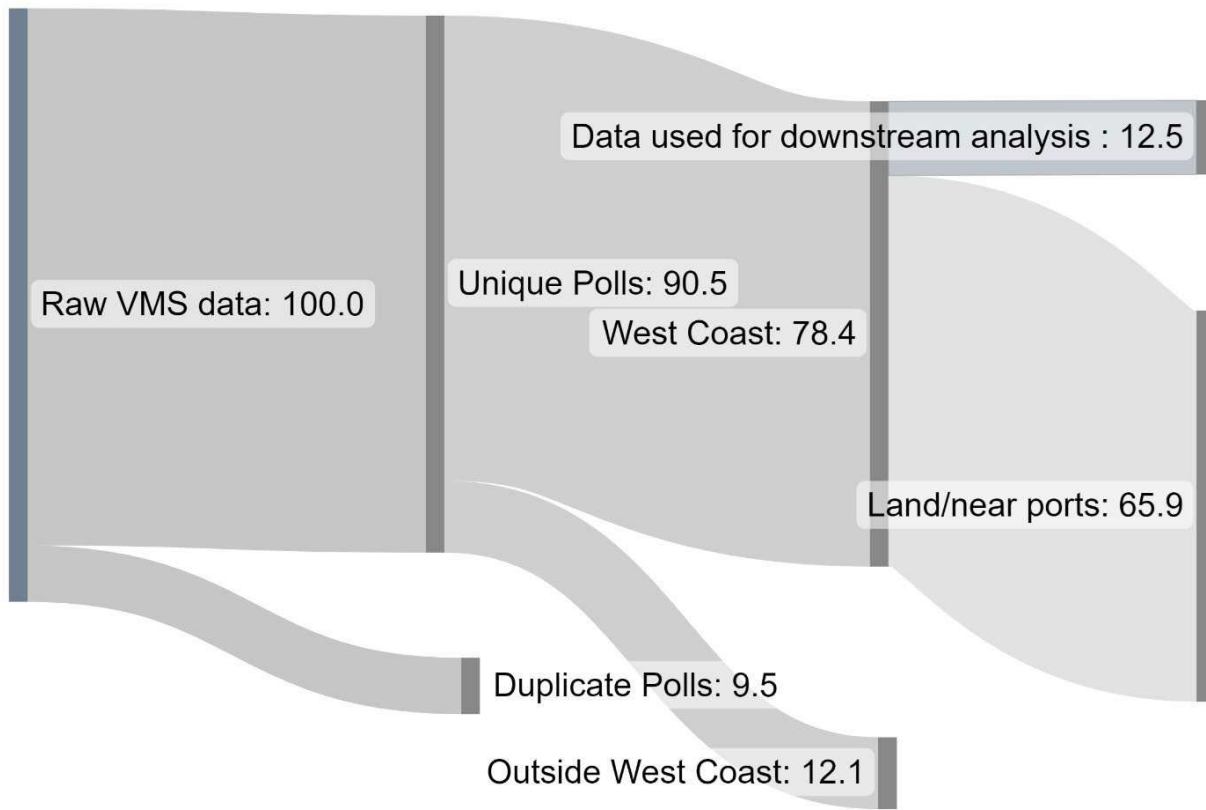 Data used for downstream analysis : 12.5
Raw VMS data: 100.0
Unique Polls: 90.5
West Coast: 78.4
Land/near ports: 65.9
Duplicate Polls: 9.5
Outside West Coast: 12.1